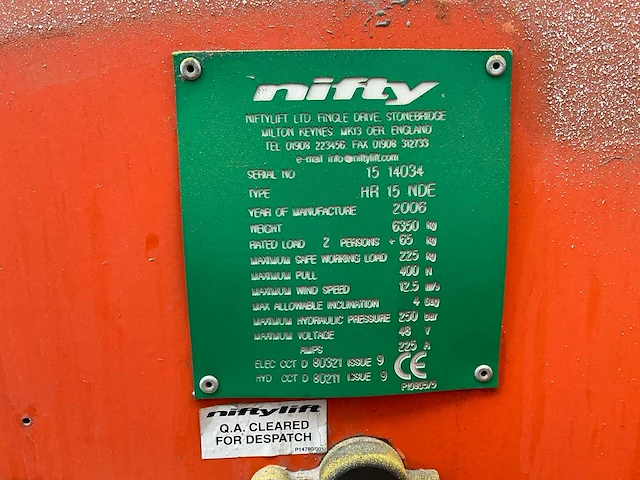 nifty
NIFTYLIFT LTD. FINGLE DRIVE, STONEBRIDGE
MILTON KEYNES, MK13 OER, ENGLAND
TEL 01908 223456, FAX 01908 312733
e-mail info@niftylift.com
SERIAL NO 15 14034
TYPE HR 15 NDE
YEAR OF MANUFACTURE 2006
WEIGHT 6350 kg
RATED LOAD 2 PERSONS + 65 kg
MAXIMUM SAFE WORKING LOAD 225 kg
MAXIMUM PULL 400 N
MAXIMUM WIND SPEED 12.5 m/s
MAX ALLOWABLE INCLINATION 4 deg
MAXIMUM HYDRAULIC PRESSURE 250 bar
MAXIMUM VOLTAGE 48 V
AMPS 225 A
ELEC CCT D 80321 ISSUE 9 CE
HYD CCT D 80211 ISSUE 9
niftylift
Q.A. CLEARED
FOR DESPATCH
P14780/001